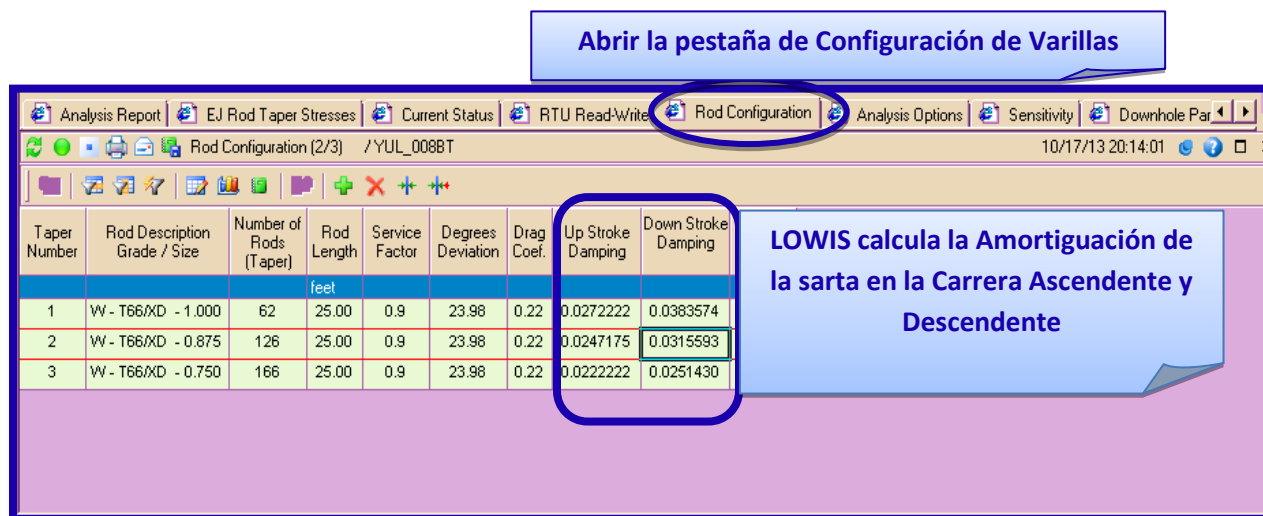 Abrir la pestaña de Configuración de Varillas
Analysis Report EJ Rod Taper Stresses Current Status RTU Read-Write Rod Configuration Analysis Options Sensitivity Downhole Par
Rod Configuration (2/3) / YUL_008BT 10/17/13 20:14:01
Taper Number Rod Description Grade / Size Number of Rods (Taper) Rod Length Service Factor Degrees Deviation Drag Coef. Up Stroke Damping Down Stroke Damping
feet
1 W - T66/XD - 1.000 62 25.00 0.9 23.98 0.22 0.0272222 0.0383574
2 W - T66/XD - 0.875 126 25.00 0.9 23.98 0.22 0.0247175 0.0315593
3 W - T66/XD - 0.750 166 25.00 0.9 23.98 0.22 0.0222222 0.0251430
LOWIS calcula la Amortiguación de
la sarta en la Carrera Ascendente y
Descendente